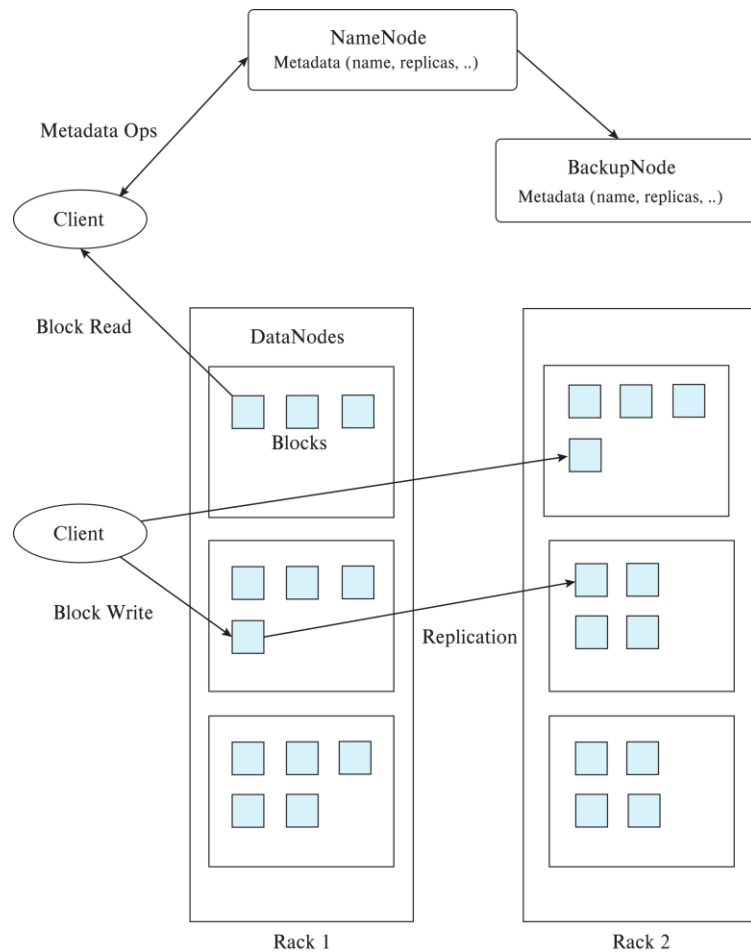 NameNode
Metadata (name, replicas, ..)
Metadata Ops
BackupNode
Metadata (name, replicas, ..)
Client
Block Read
DataNodes
Blocks
Client
Block Write
Replication
Rack 1
Rack 2